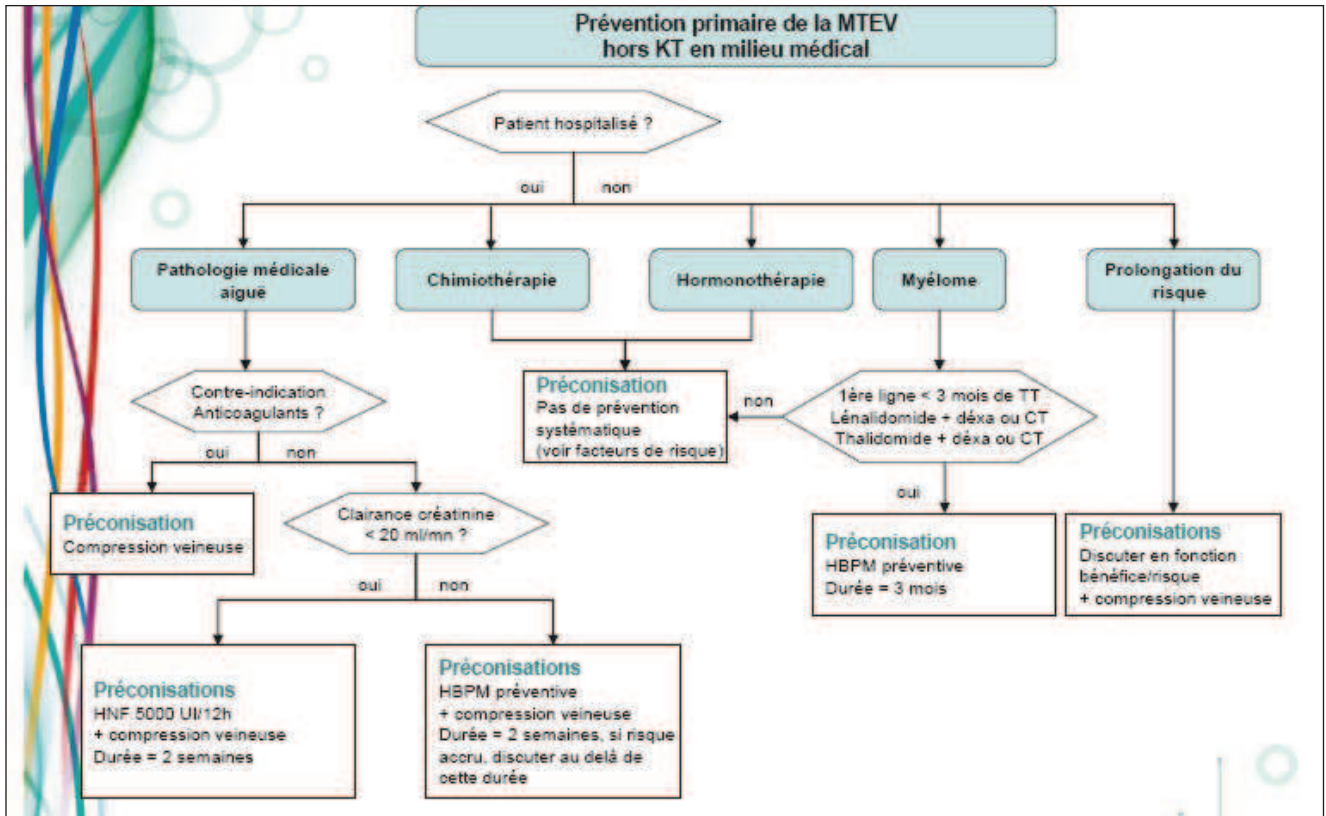 Prévention primaire de la MTEV
hors KT en milieu médical
Patient hospitalisé ?
oui
non
Pathologie médicale
aiguë
Chimiothérapie
Hormonothérapie
Myélome
Prolongation du
risque
Contre-indication
Anticoagulants ?
Préconisation
Pas de prévention
systématique
(voir facteurs de risque)
non
1ère ligne < 3 mois de TT
Lénalidomide + déxa ou CT
Thalidomide + déxa ou CT
oui
non
oui
Préconisation
Compression veineuse
Clairance créatinine
< 20 ml/mn ?
Préconisation
HBPM préventive
Durée = 3 mois
Préconisations
Discuter en fonction
bénéfice/risque
+ compression veineuse
oui
non
Préconisations
HNF 5000 UI/12h
+ compression veineuse
Durée = 2 semaines
Préconisations
HBPM préventive
+ compression veineuse
Durée = 2 semaines, si risque
accru, discuter au delà de
cette durée